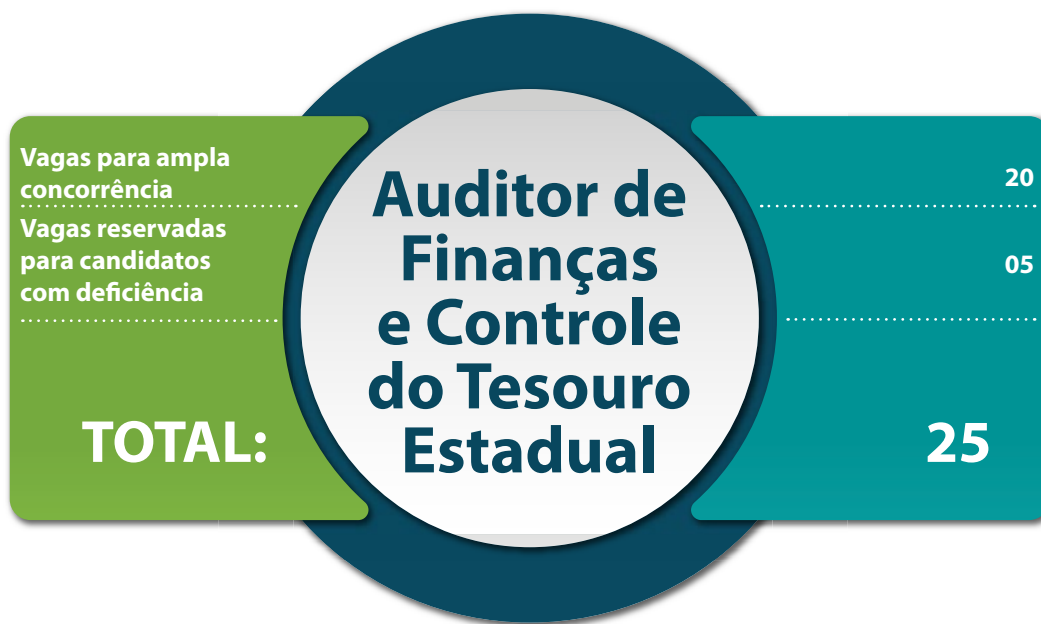 Vagas para ampla
concorrência
20
Vagas reservadas
para candidatos
com deficiência
05
TOTAL:
25
Auditor de
Finanças
e Controle
do Tesouro
Estadual